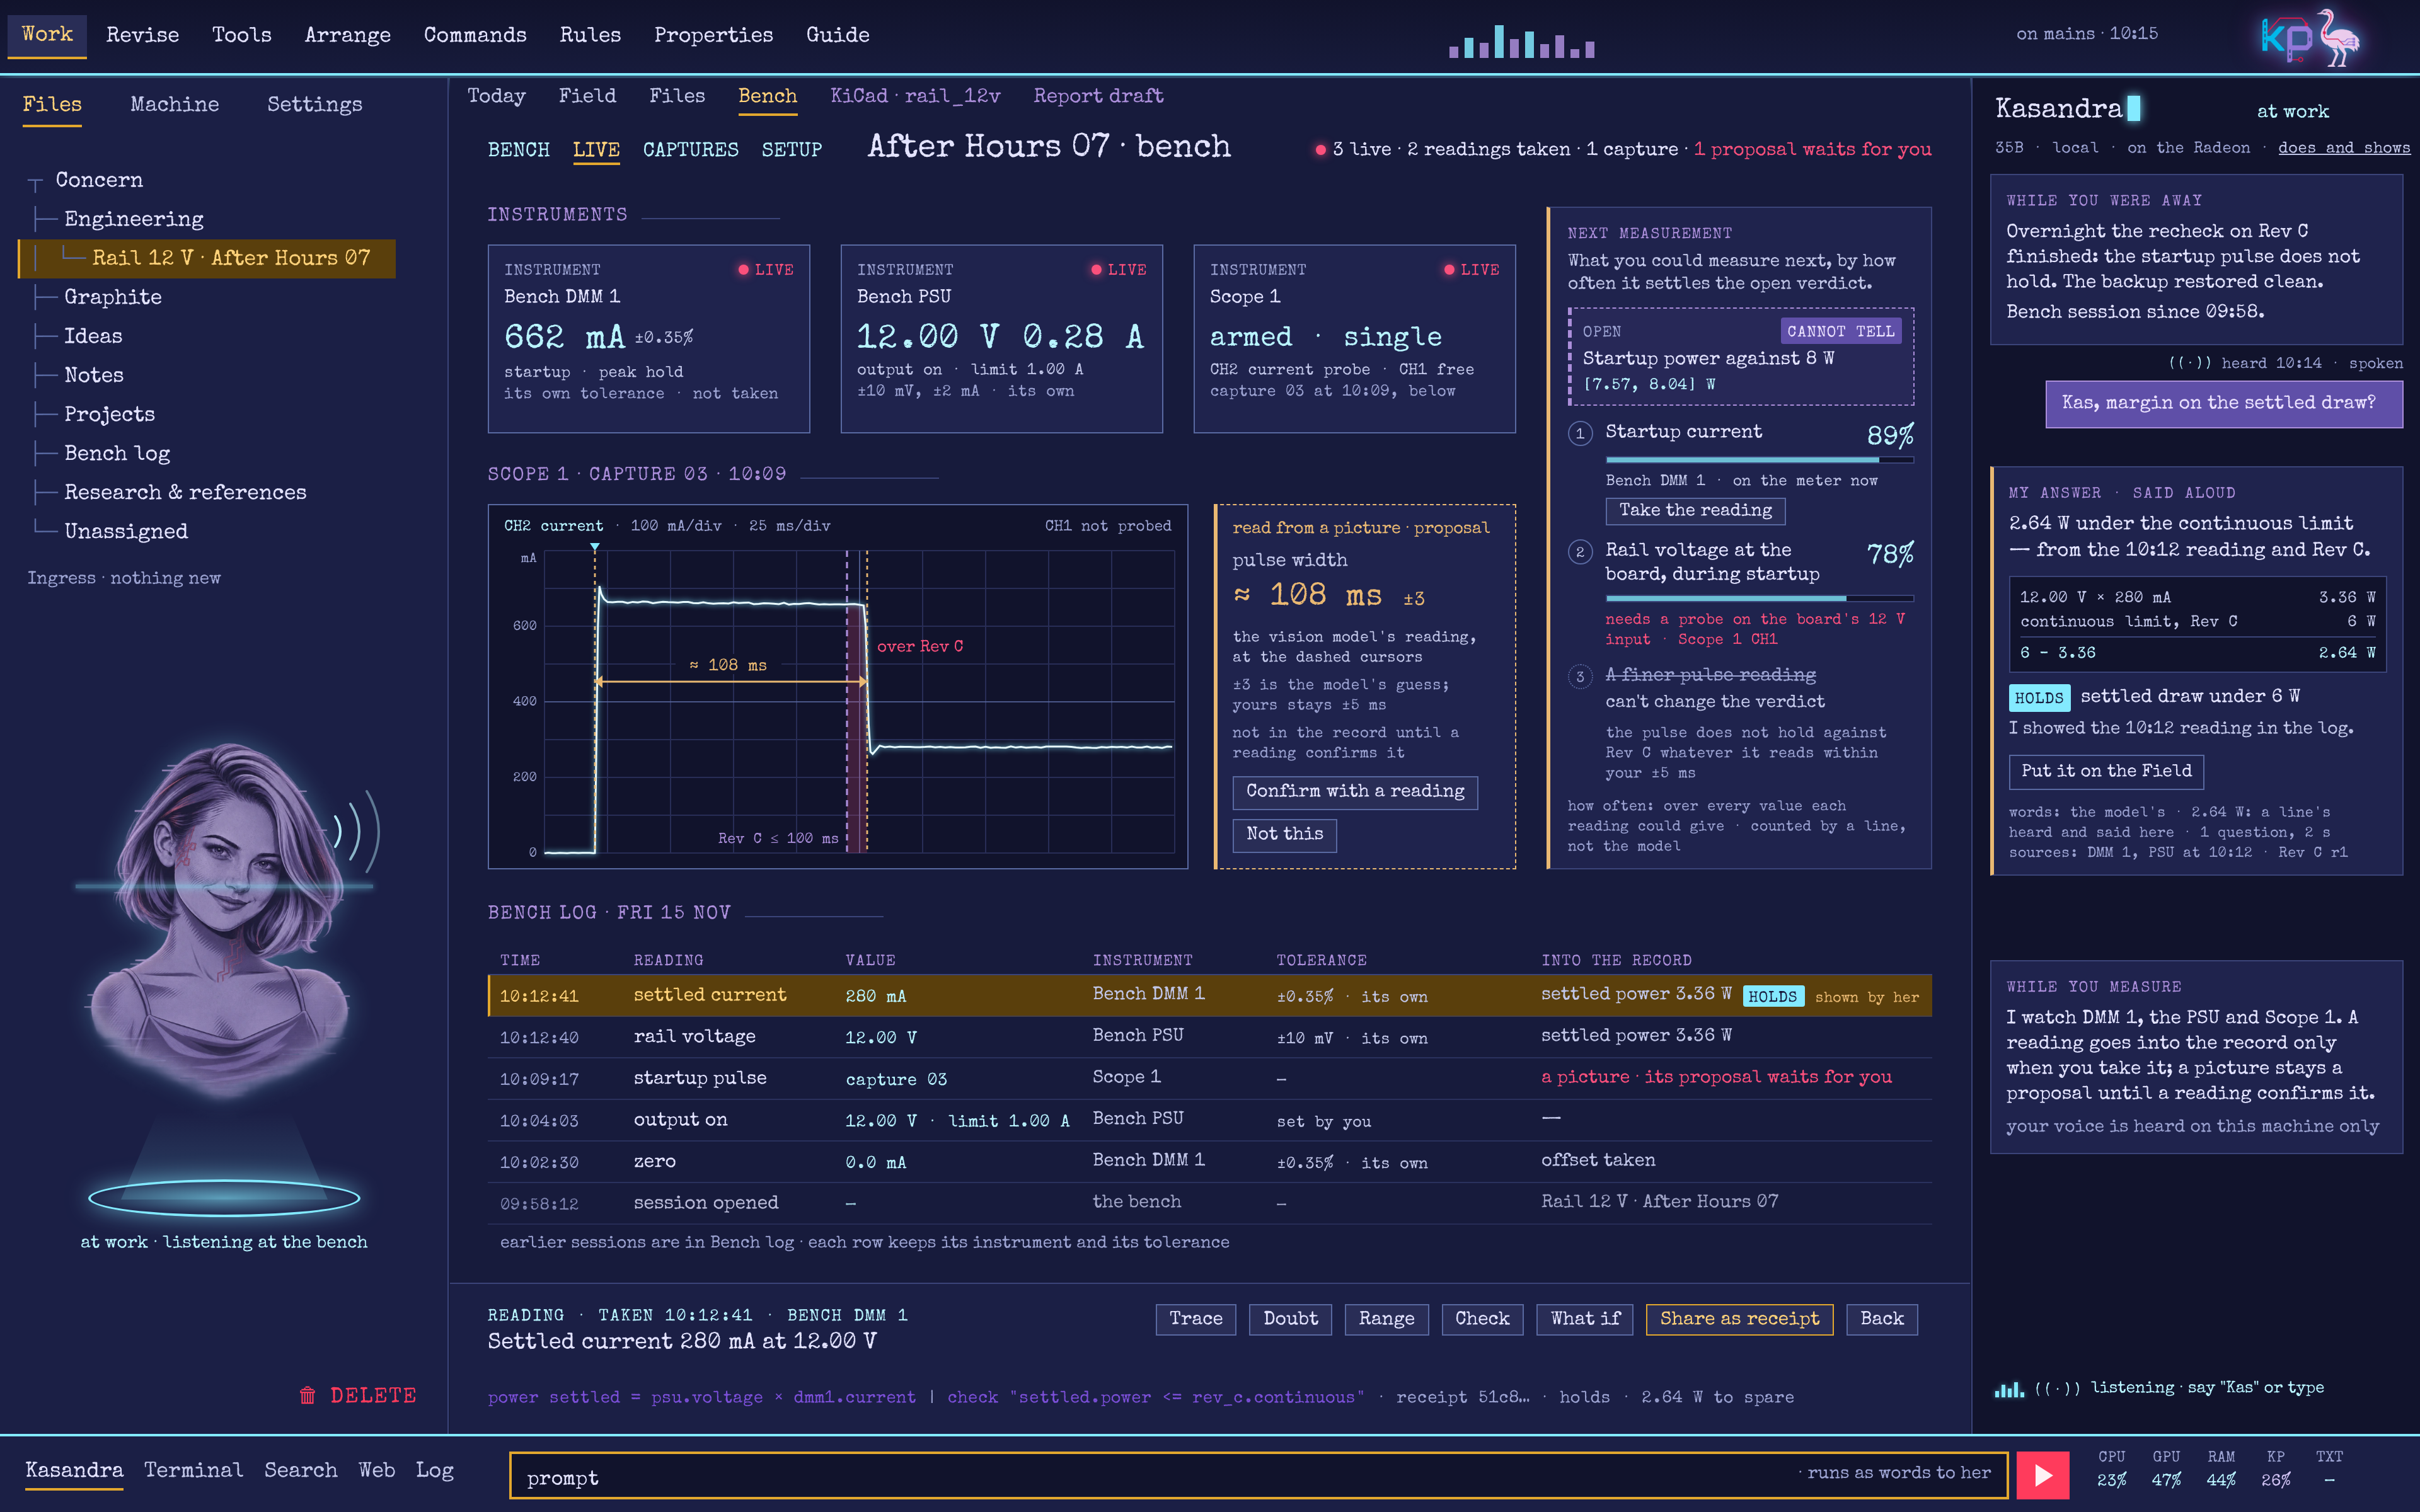 Work Revise Tools Arrange Commands Rules Properties Guide
on mains · 10:15
kp
Files Machine Settings
Concern
Engineering
Rail 12 V · After Hours 07
Graphite
Ideas
Notes
Projects
Bench log
Research & references
Unassigned
Ingress · nothing new
at work · listening at the bench
DELETE
Today Field Files Bench KiCad · rail_12v Report draft
BENCH LIVE CAPTURES SETUP
After Hours 07 · bench
3 live · 2 readings taken · 1 capture · 1 proposal waits for you
INSTRUMENTS
INSTRUMENT LIVE
Bench DMM 1
662 mA ±0.35%
startup · peak hold
its own tolerance · not taken
INSTRUMENT LIVE
Bench PSU
12.00 V 0.28 A
output on · limit 1.00 A
±10 mV, ±2 mA · its own
INSTRUMENT LIVE
Scope 1
armed · single
CH2 current probe · CH1 free
capture 03 at 10:09, below
SCOPE 1 · CAPTURE 03 · 10:09
CH2 current · 100 mA/div · 25 ms/div
CH1 not probed
mA
600
400
200
0
≈ 108 ms
over Rev C
Rev C ≤ 100 ms
read from a picture · proposal
pulse width
≈ 108 ms ±3
the vision model's reading,
at the dashed cursors
±3 is the model's guess;
yours stays ±5 ms
not in the record until a
reading confirms it
Confirm with a reading
Not this
NEXT MEASUREMENT
What you could measure next, by how
often it settles the open verdict.
OPEN CANNOT TELL
Startup power against 8 W
[7.57, 8.04] W
1 Startup current 89%
Bench DMM 1 · on the meter now
Take the reading
2 Rail voltage at the
board, during startup 78%
needs a probe on the board's 12 V
input · Scope 1 CH1
3 A finer pulse reading
can't change the verdict
the pulse does not hold against
Rev C whatever it reads within
your ±5 ms
how often: over every value each
reading could give · counted by a line,
not the model
BENCH LOG · FRI 15 NOV
TIME READING VALUE INSTRUMENT TOLERANCE INTO THE RECORD
10:12:41 settled current 280 mA Bench DMM 1 ±0.35% · its own settled power 3.36 W HOLDS shown by her
10:12:40 rail voltage 12.00 V Bench PSU ±10 mV · its own settled power 3.36 W
10:09:17 startup pulse capture 03 Scope 1 — a picture · its proposal waits for you
10:04:03 output on 12.00 V · limit 1.00 A Bench PSU set by you —
10:02:30 zero 0.0 mA Bench DMM 1 ±0.35% · its own offset taken
09:58:12 session opened — the bench — Rail 12 V · After Hours 07
earlier sessions are in Bench log · each row keeps its instrument and its tolerance
READING · TAKEN 10:12:41 · BENCH DMM 1
Settled current 280 mA at 12.00 V
Trace Doubt Range Check What if Share as receipt Back
power settled = psu.voltage × dmm1.current | check "settled.power <= rev_c.continuous" · receipt 51c8… · holds · 2.64 W to spare
Kasandra at work
35B · local · on the Radeon · does and shows
WHILE YOU WERE AWAY
Overnight the recheck on Rev C
finished: the startup pulse does not
hold. The backup restored clean.
Bench session since 09:58.
((·)) heard 10:14 · spoken
Kas, margin on the settled draw?
MY ANSWER · SAID ALOUD
2.64 W under the continuous limit
— from the 10:12 reading and Rev C.
12.00 V × 280 mA 3.36 W
continuous limit, Rev C 6 W
6 − 3.36 2.64 W
HOLDS settled draw under 6 W
I showed the 10:12 reading in the log.
Put it on the Field
words: the model's · 2.64 W: a line's
heard and said here · 1 question, 2 s
sources: DMM 1, PSU at 10:12 · Rev C r1
WHILE YOU MEASURE
I watch DMM 1, the PSU and Scope 1. A
reading goes into the record only
when you take it; a picture stays a
proposal until a reading confirms it.
your voice is heard on this machine only
((·)) listening · say "Kas" or type
Kasandra Terminal Search Web Log
prompt
· runs as words to her
CPU GPU RAM KP TXT
23% 47% 44% 26% —